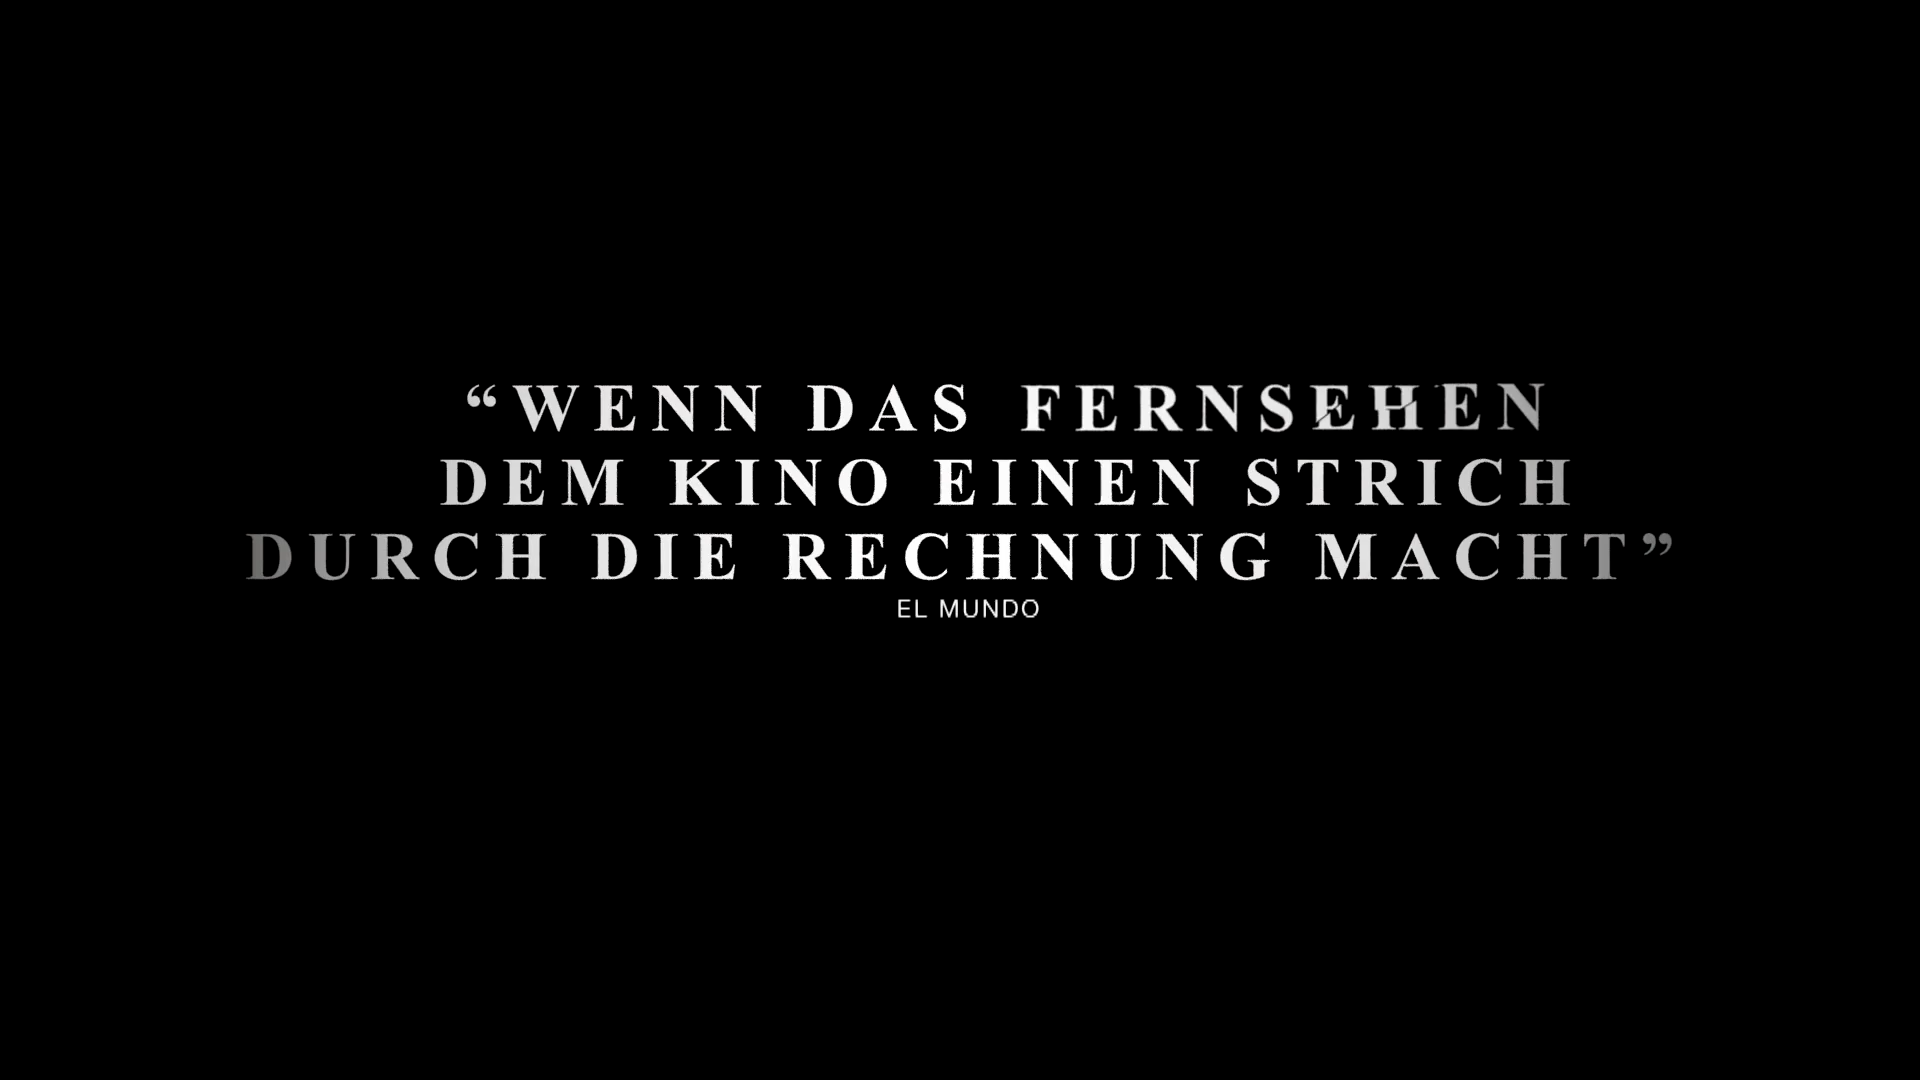 “WENN DAS FERNSEHEN
DEM KINO EINEN STRICH
DURCH DIE RECHNUNG MACHT”
EL MUNDO